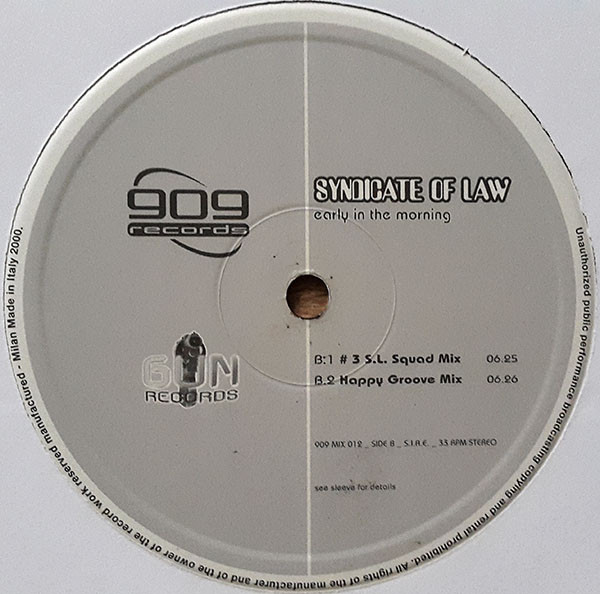 909
records
SYNDICATE OF LAW
early in the morning
GUN
RECORDS
B:1 # 3 S.L. Squad Mix 06.25
B.2 Happy Groove Mix 06.26
909 MIX 012 _ SIDE B _ S.I.A.E. _ 33 RPM STEREO
see sleeve for details
Unauthorized public performance broadcasting copying and rental prohibited. All rights of the manufacturer and of the owner of the record work reserved manufactured - Milan Made in Italy 2000.